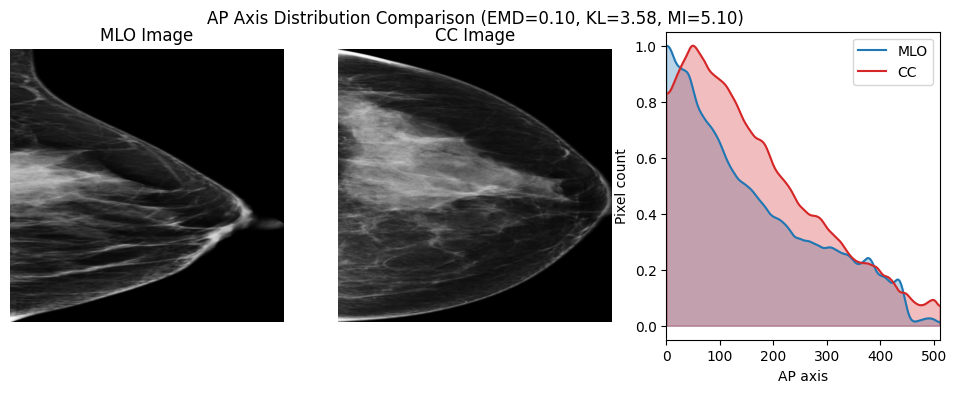 AP Axis Distribution Comparison (EMD=0.10, KL=3.58, MI=5.10)
MLO Image
CC Image
MLO
CC
Pixel count
1.0
0.8
0.6
0.4
0.2
0.0
0 100 200 300 400 500
AP axis